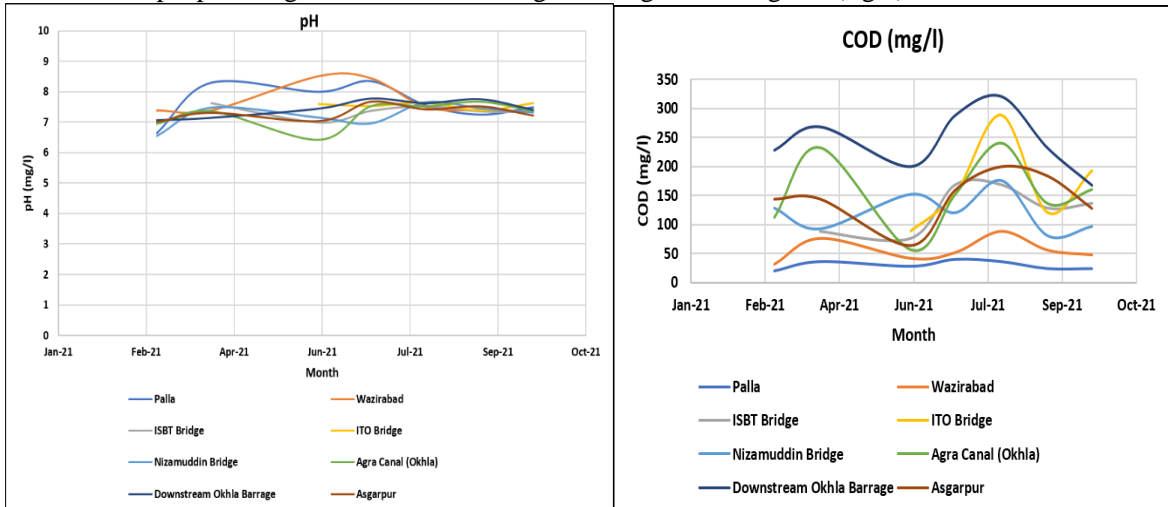 pH
10
9
8
7
6
5
4
3
2
1
0
pH (mg/l)
Jan-21 Feb-21 Apr-21 Jun-21 Jul-21 Sep-21 Oct-21
Month
Palla Wazirabad
ISBT Bridge ITO Bridge
Nizamuddin Bridge Agra Canal (Okhla)
Downstream Okhla Barrage Asgarpur
COD (mg/l)
350
300
250
200
150
100
50
0
COD (mg/l)
Jan-21 Feb-21 Apr-21 Jun-21 Jul-21 Sep-21 Oct-21
Month
Palla Wazirabad
ISBT Bridge ITO Bridge
Nizamuddin Bridge Agra Canal (Okhla)
Downstream Okhla Barrage Asgarpur